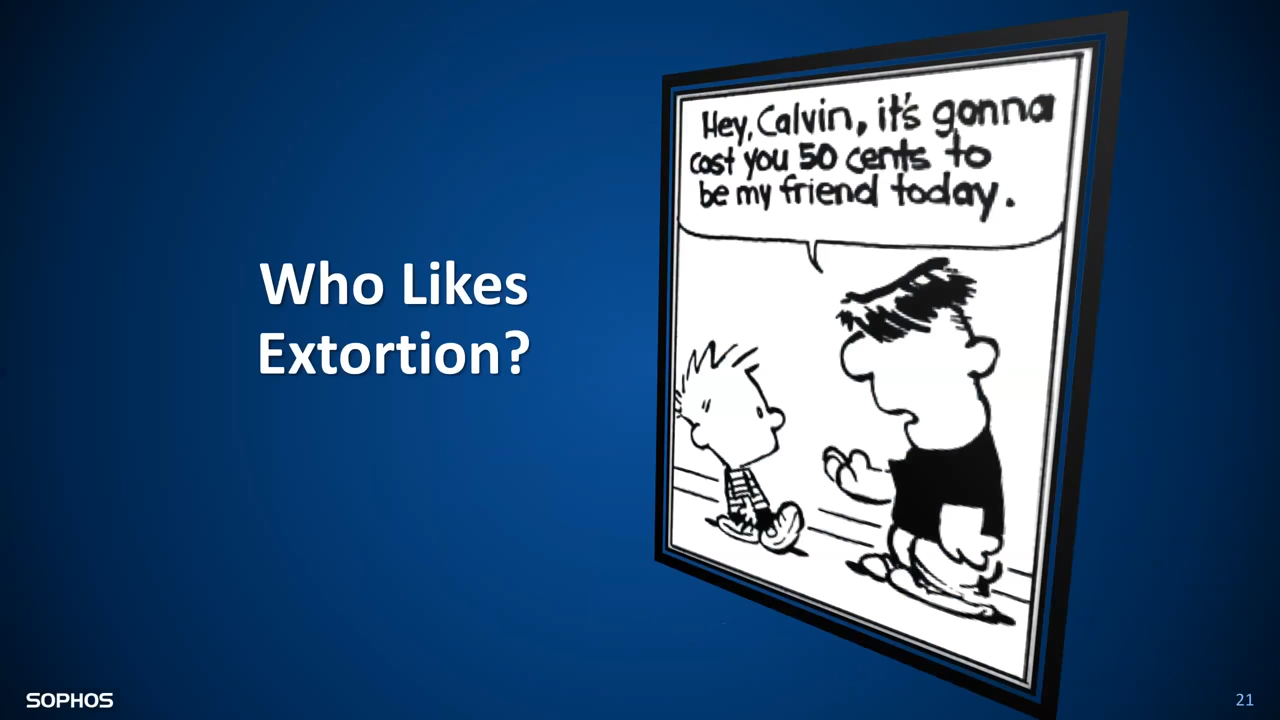 Who Likes
Extortion?
Hey, Calvin, it's gonna
cost you 50 cents to
be my friend today.
SOPHOS
21